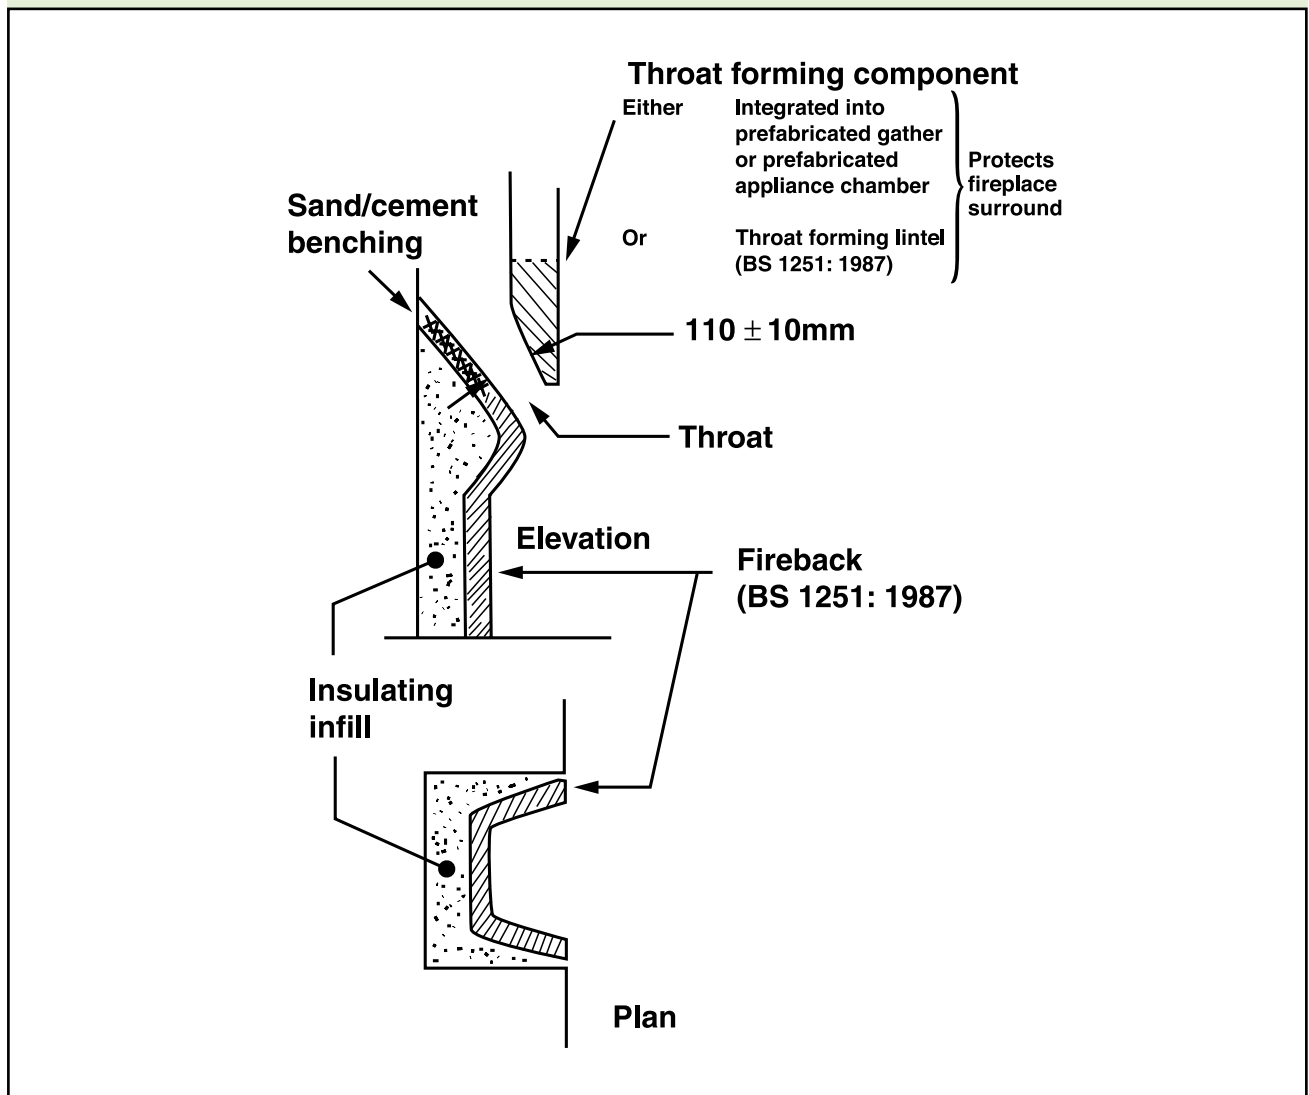 Throat forming component
Either
Integrated into
prefabricated gather
or prefabricated
appliance chamber
Protects
fireplace
surround
Or
Throat forming lintel
(BS 1251: 1987)
Sand/cement
benching
110 ± 10mm
Throat
Elevation
Fireback
(BS 1251: 1987)
Insulating
infill
Plan